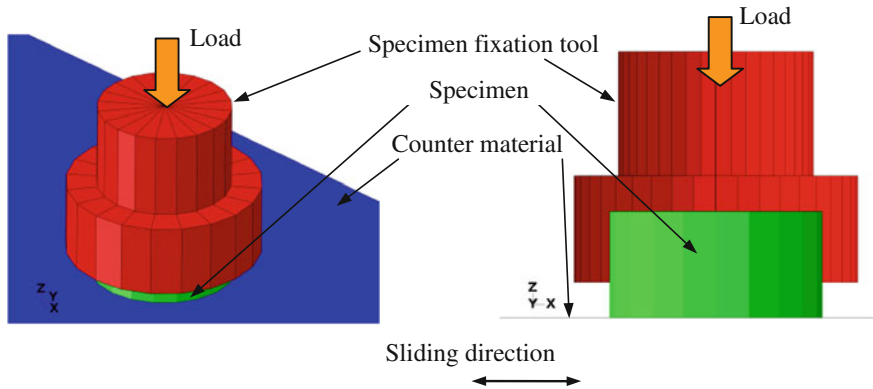 Load
Specimen fixation tool
Load
Specimen
Counter material
Z
Y
X
Z
Y X
Sliding direction